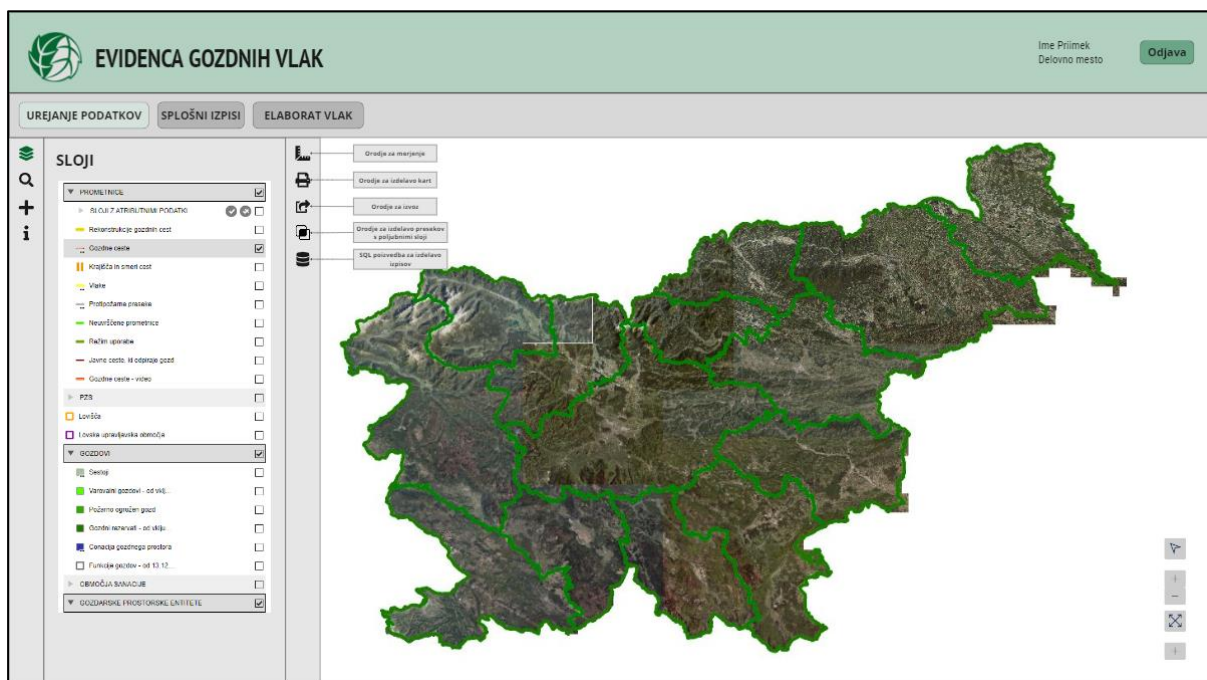 EVIDENCA GOZDNIH VLAK
Ime Priimek
Delovno mesto
Odjava
UREJANJE PODATKOV
SPLOŠNI IZPISI
ELABORAT VLAK
SLOJI
PROMETNICE
SLOJI Z ATRIBUTNIMI PODATKI
Rekonstrukcije gozdnih cest
Gozdne ceste
Krajišča in smeri cest
Vlake
Protipožarne preseke
Neuvrščene prometnice
Režim uporabe
Javne ceste, ki odpirajo gozd
Gozdne ceste - video
PZS
Lovišča
Lovska upravljavska območja
GOZDOVI
Sestoji
Varovalni gozdovi - od vklj...
Požarno ogrožen gozd
Gozdni rezervati - od vklju
Conacija gozdnega prostora
Funkcije gozdov - od 13.12...
OBMOČJA SANACIJE
GOZDARSKE PROSTORSKE ENTITETE
Orodje za merjenje
Orodje za izdelavo kart
Orodje za izvoz
Orodje za izdelavo presekov
s poljubnimi sloji
SQL poizvedba za izdelavo
izpisov